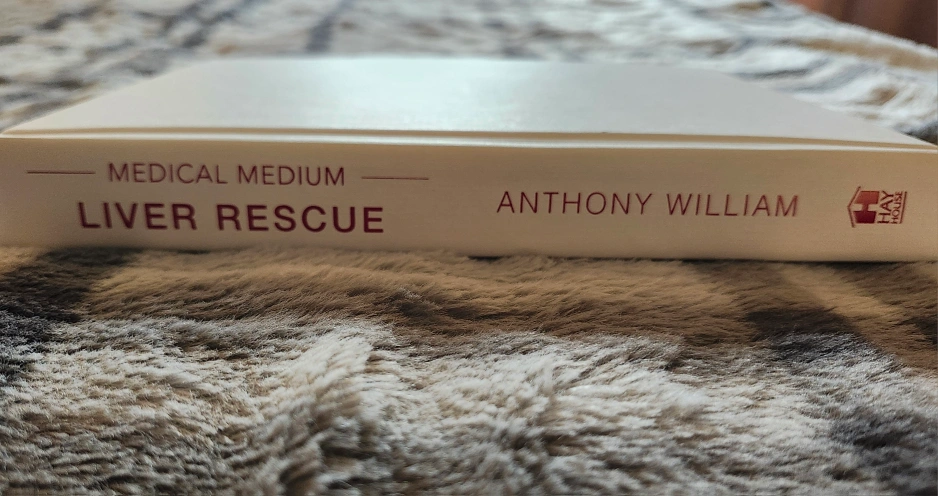 MEDICAL MEDIUM
LIVER RESCUE
ANTHONY WILLIAM
HAY
HOUSE